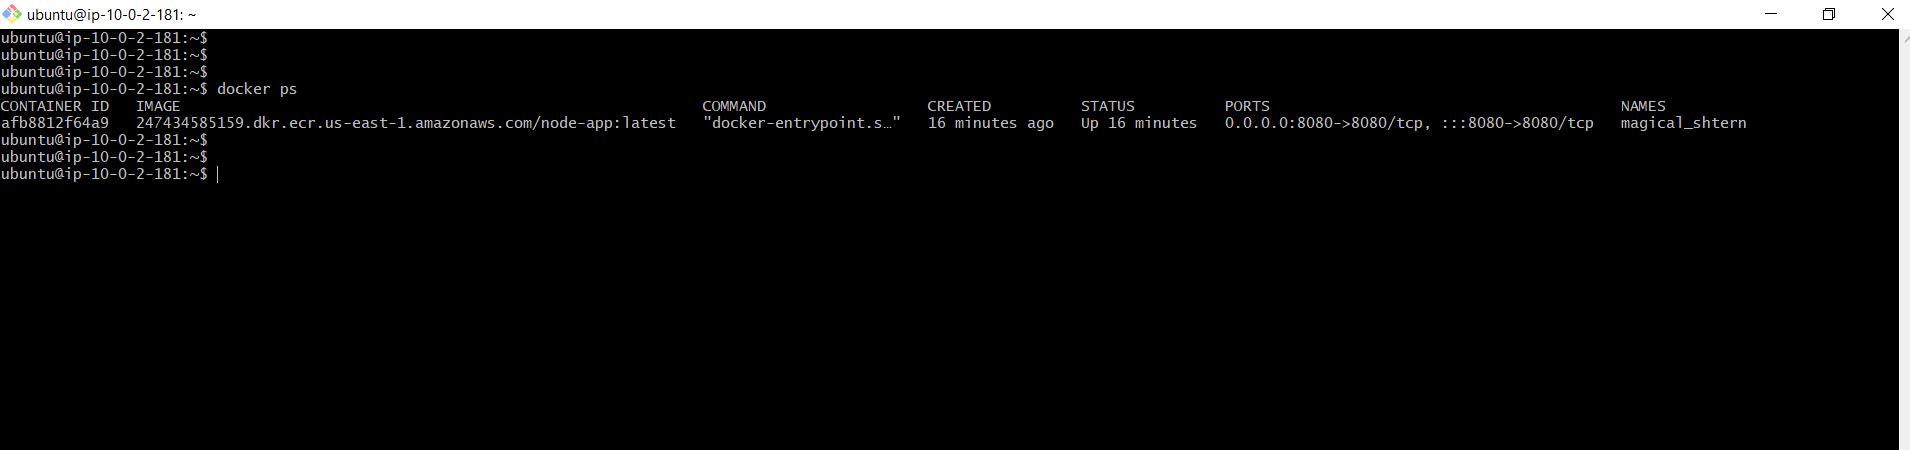 ubuntu@ip-10-0-2-181: ~
ubuntu@ip-10-0-2-181:~$
ubuntu@ip-10-0-2-181:~$
ubuntu@ip-10-0-2-181:~$
ubuntu@ip-10-0-2-181:~$ docker ps
CONTAINER ID   IMAGE                                                          COMMAND                  CREATED          STATUS          PORTS                                       NAMES
afb8812f64a9   247434585159.dkr.ecr.us-east-1.amazonaws.com/node-app:latest   "docker-entrypoint.s…"   16 minutes ago   Up 16 minutes   0.0.0.0:8080->8080/tcp, :::8080->8080/tcp   magical_shtern
ubuntu@ip-10-0-2-181:~$
ubuntu@ip-10-0-2-181:~$
ubuntu@ip-10-0-2-181:~$